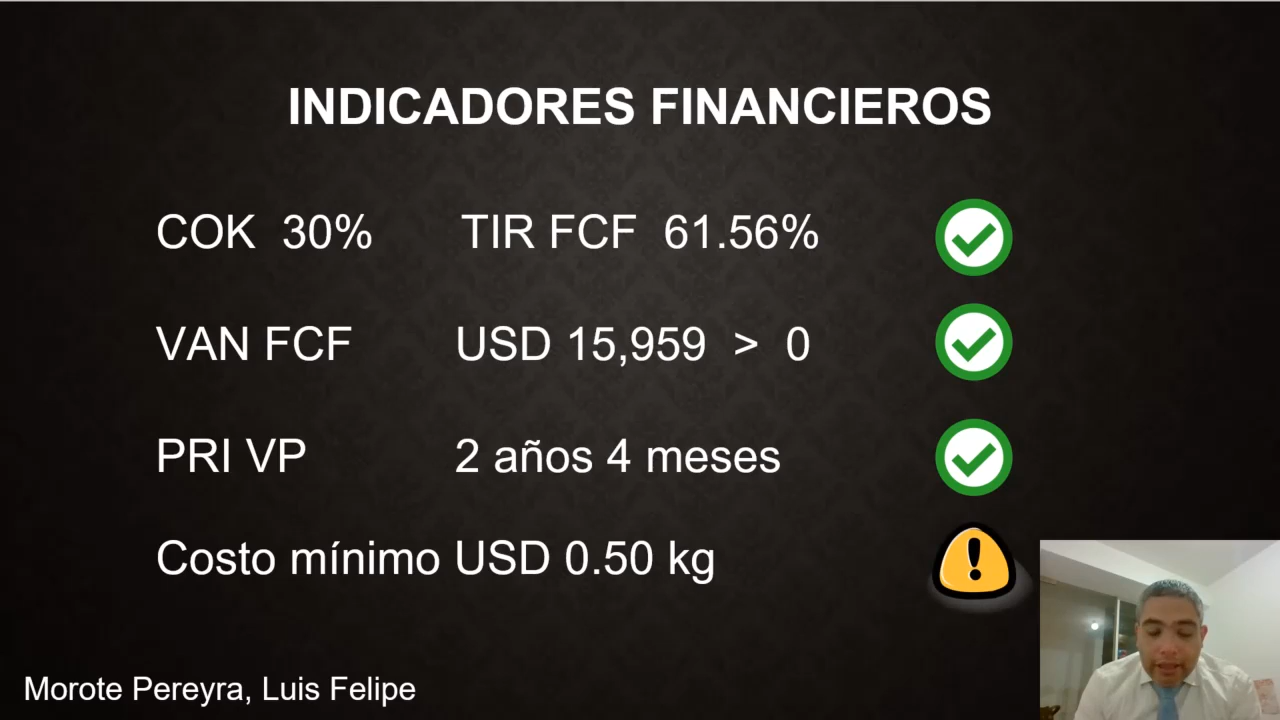 INDICADORES FINANCIEROS
COK 30% TIR FCF 61.56%
VAN FCF USD 15,959 > 0
PRI VP 2 años 4 meses
Costo mínimo USD 0.50 kg
Morote Pereyra, Luis Felipe